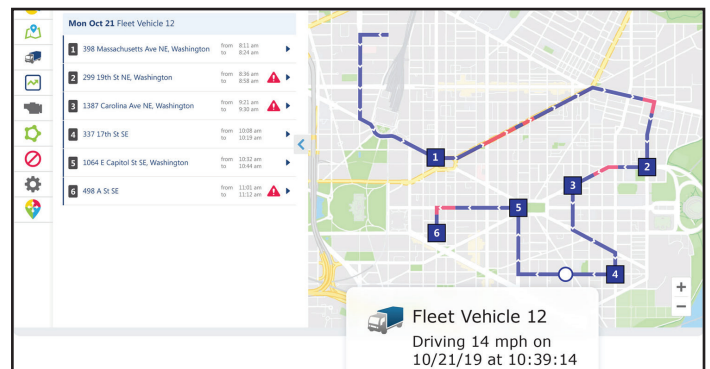 Mon Oct 21 Fleet Vehicle 12
1 398 Massachusetts Ave NE, Washington from 8:11 am
to 8:24 am
2 299 19th St NE, Washington from 8:36 am
to 8:58 am
3 1387 Carolina Ave NE, Washington from 9:21 am
to 9:30 am
4 337 17th St SE from 10:08 am
to 10:19 am
5 1064 E Capitol St SE, Washington from 10:32 am
to 10:44 am
6 498 A St SE from 11:01 am
to 11:12 am
1
2
3
5
6
4
+
−
Fleet Vehicle 12
Driving 14 mph on
10/21/19 at 10:39:14